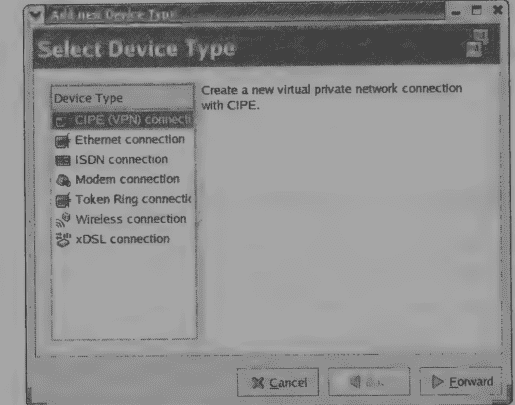 Add new Device Type
Select Device Type
Device Type
CIPE (VPN) connecti
Ethernet connection
ISDN connection
Modem connection
Token Ring connectic
Wireless connection
xDSL connection
Create a new virtual private network connection
with CIPE.
Cancel
Forward